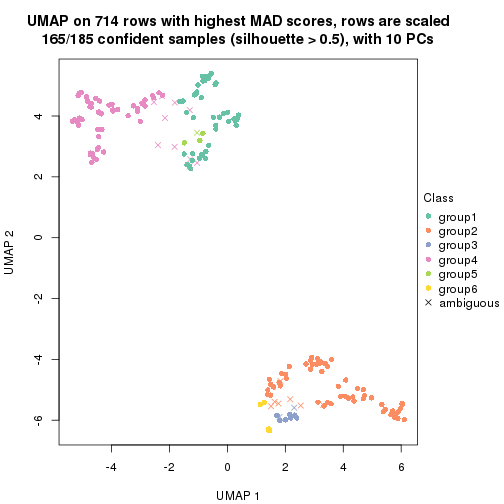 UMAP on 714 rows with highest MAD scores, rows are scaled
165/185 confident samples (silhouette > 0.5), with 10 PCs
4
2
0
-2
-4
-6
UMAP 2
-4
-2
0
2
4
6
UMAP 1
Class
group1
group2
group3
group4
group5
group6
ambiguous